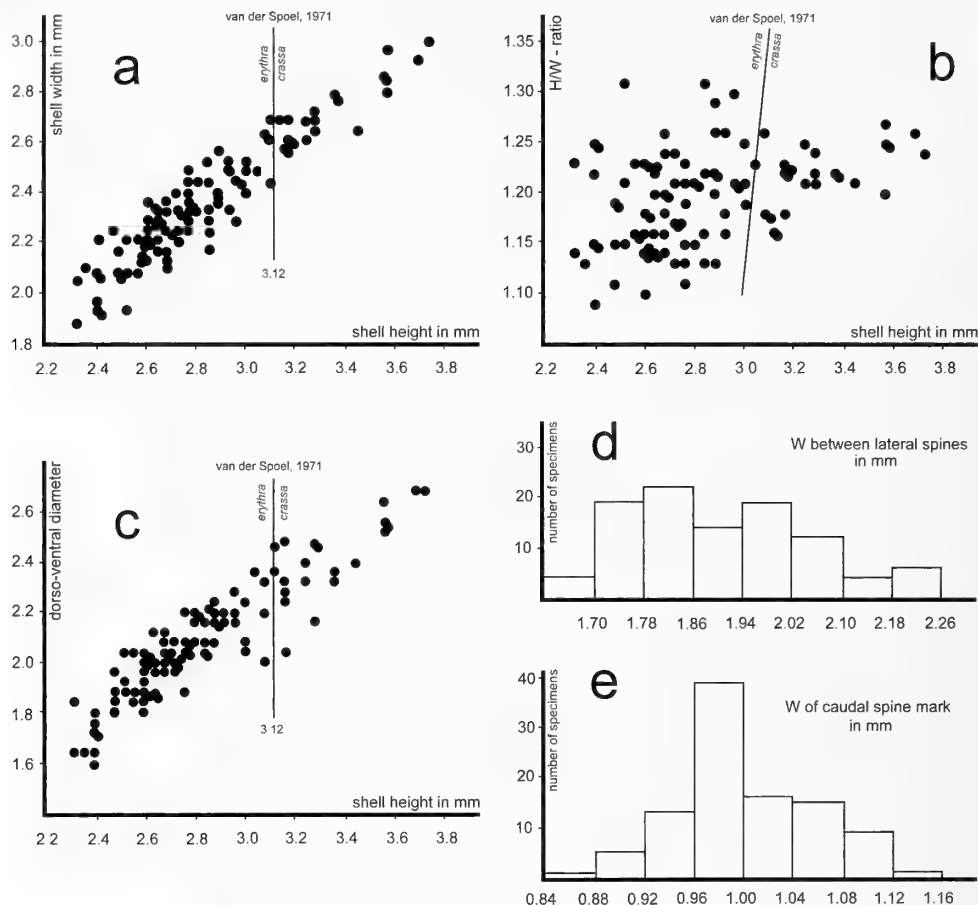 van der Spoel, 1971
a
shell width in mm
erythra
crassa
3.0
2.8
2.6
2.4
2.2
2.0
1.8
3.12
shell height in mm
2.2 2.4 2.6 2.8 3.0 3.2 3.4 3.6 3.8
van der Spoel, 1971
b
H/W - ratio
erythra
crassa
1.35
1.30
1.25
1.20
1.15
1.10
shell height in mm
2.2 2.4 2.6 2.8 3 0 3.2 3.4 3.6 3.8
van der Spoel, 1971
c
dorso-ventral diameter
erythra
crassa
2.6
2.4
2.2
2.0
1.8
1.6
3 12
shell height in mm
2 2 2.4 2.6 2.8 3.0 3.2 3.4 3.6 3.8
d
number of specimens
W between lateral spines
in mm
30
20
10
1.70 1.78 1.86 1.94 2.02 2.10 2.18 2.26
e
number of specimens
W of caudal spine mark
in mm
40
30
20
10
0.84 0.88 0.92 0.96 1.00 1.04 1.08 1.12 1.16